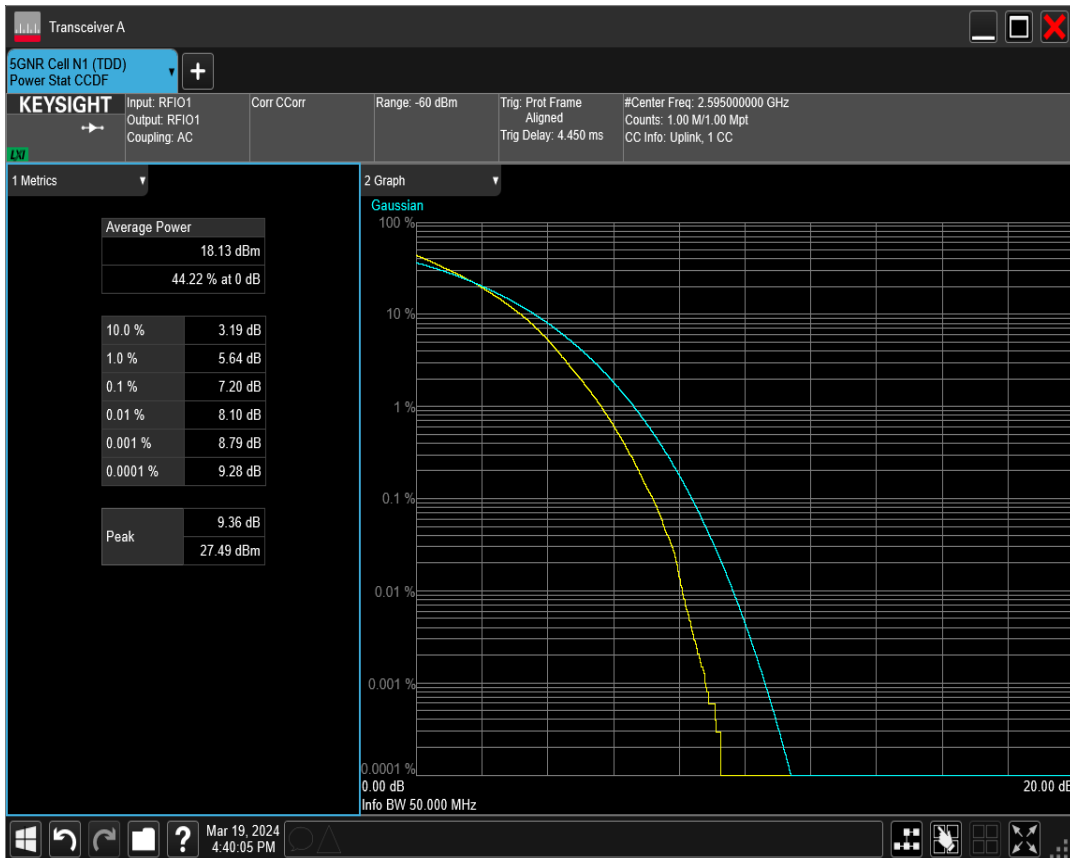 Transceiver A
5GNR Cell N1 (TDD)
Power Stat CCDF
+
KEYSIGHT
LXI
Input: RFIO1
Output: RFIO1
Coupling: AC
Corr CCorr
Range: -60 dBm
Trig: Prot Frame
Aligned
Trig Delay: 4.450 ms
#Center Freq: 2.595000000 GHz
Counts: 1.00 M/1.00 Mpt
CC Info: Uplink, 1 CC
1 Metrics
Average Power
18.13 dBm
44.22 % at 0 dB
10.0 % 3.19 dB
1.0 % 5.64 dB
0.1 % 7.20 dB
0.01 % 8.10 dB
0.001 % 8.79 dB
0.0001 % 9.28 dB
Peak
9.36 dB
27.49 dBm
2 Graph
Gaussian
100 %
10 %
1 %
0.1 %
0.01 %
0.001 %
0.0001 %
0.00 dB 20.00 dB
Info BW 50.000 MHz
?
Mar 19, 2024
4:40:05 PM